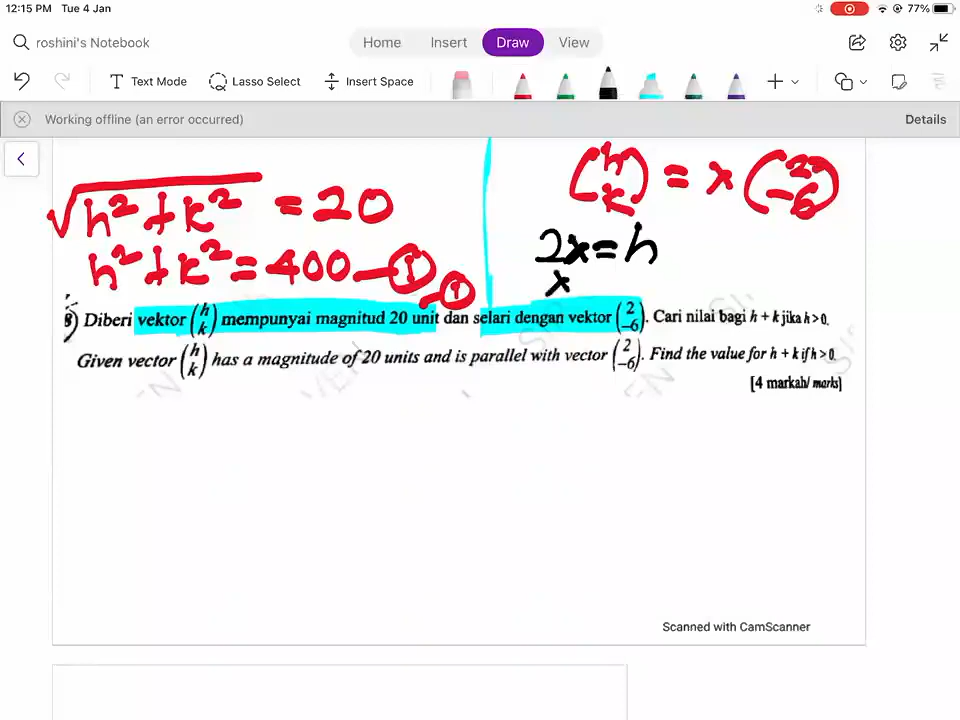 12:15 PM Tue 4 Jan
77%
roshini's Notebook
Home Insert Draw View
Text Mode Lasso Select Insert Space
Working offline (an error occurred) Details
√(h² + k²) = 20
h² + k² = 400 — ①
— ①
(h k) = x (2 -6)
2x = h
x
8) Diberi vektor (h k) mempunyai magnitud 20 unit dan selari dengan vektor (2 -6). Cari nilai bagi h + k jika h > 0.
Given vector (h k) has a magnitude of 20 units and is parallel with vector (2 -6). Find the value for h + k if h > 0.
[4 markah/ marks]
Scanned with CamScanner